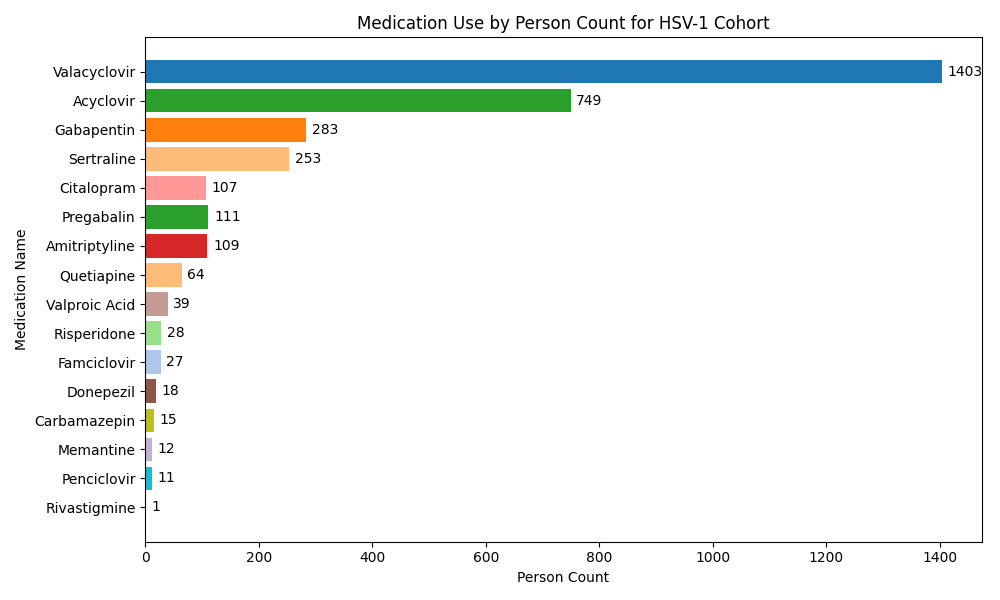 Medication Use by Person Count for HSV-1 Cohort
Medication Name
Valacyclovir 1403
Acyclovir 749
Gabapentin 283
Sertraline 253
Citalopram 107
Pregabalin 111
Amitriptyline 109
Quetiapine 64
Valproic Acid 39
Risperidone 28
Famciclovir 27
Donepezil 18
Carbamazepin 15
Memantine 12
Penciclovir 11
Rivastigmine 1
0 200 400 600 800 1000 1200 1400
Person Count